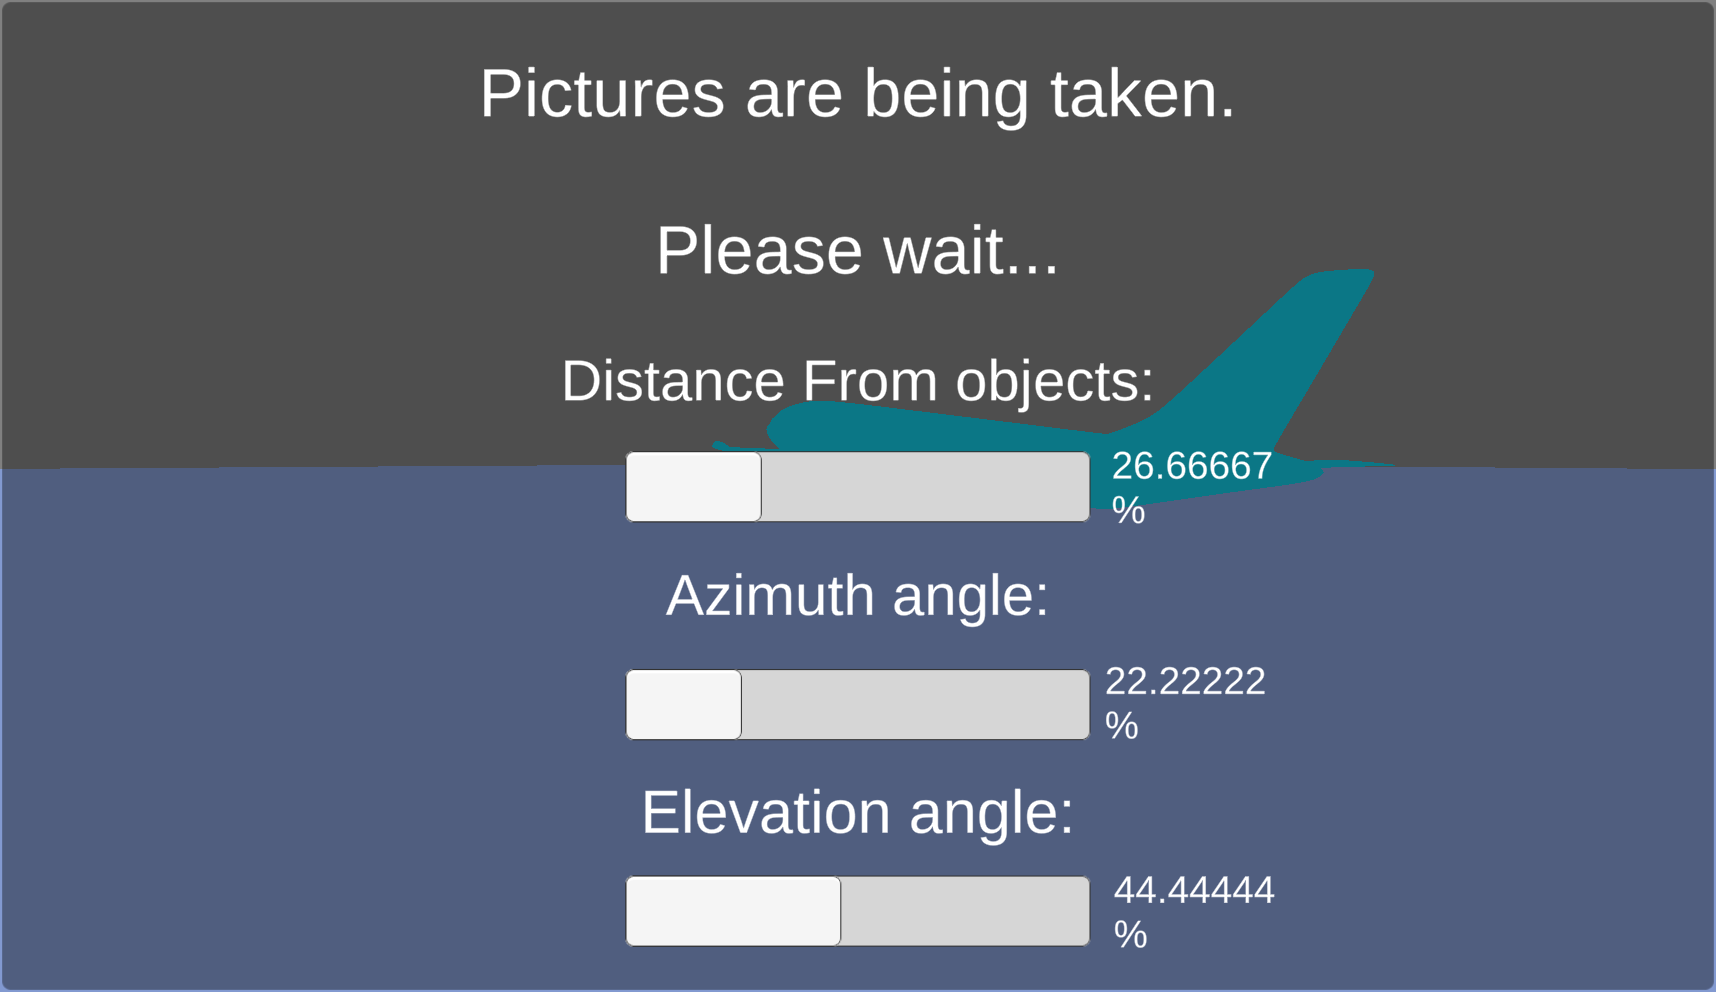 Pictures are being taken.
Please wait...
Distance From objects:
26.66667
%
Azimuth angle:
22.22222
%
Elevation angle:
44.44444
%